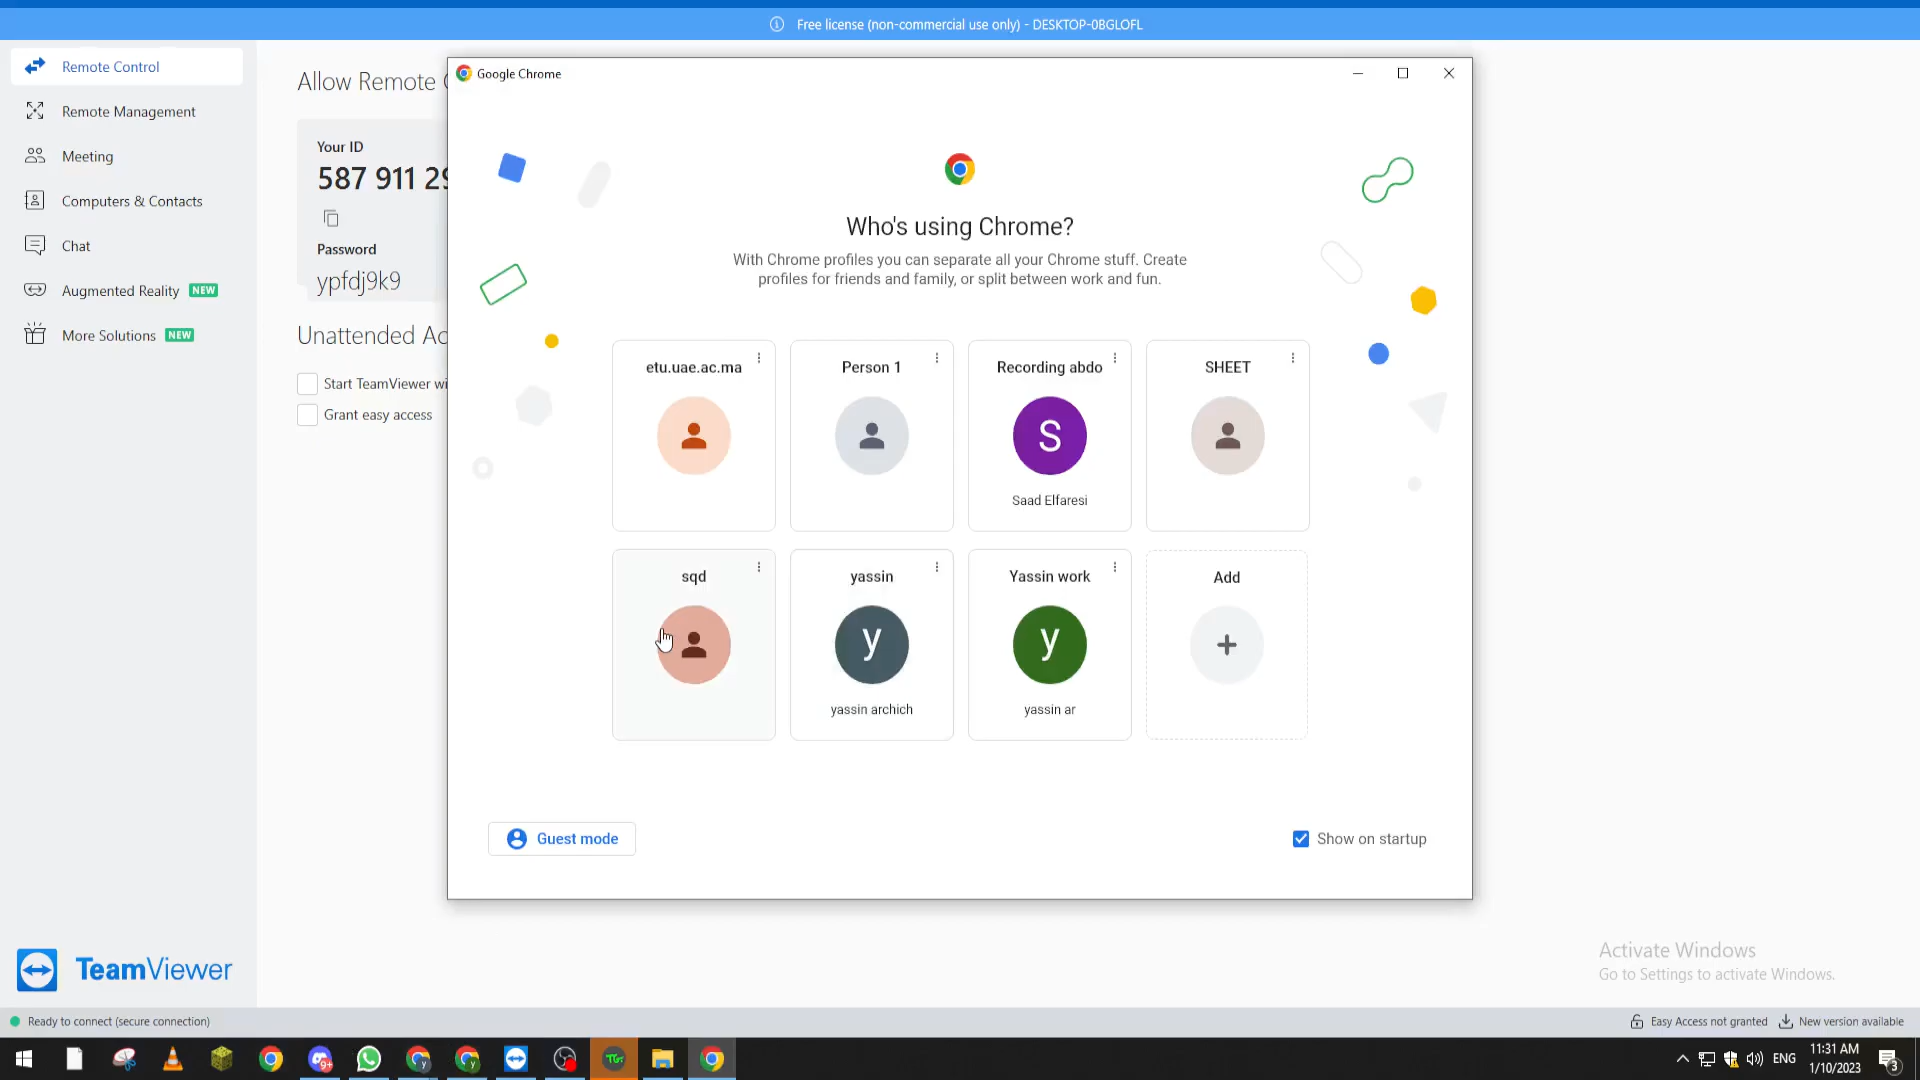 Free license (non-commercial use only) - DESKTOP-0BGLOFL
Remote Control
Remote Management
Meeting
Computers & Contacts
Chat
Augmented Reality NEW
More Solutions NEW
Allow Remote
Your ID
587 911 29
Password
ypfdj9k9
Unattended Ac
Start TeamViewer wi
Grant easy access
Google Chrome
Who's using Chrome?
With Chrome profiles you can separate all your Chrome stuff. Create
profiles for friends and family, or split between work and fun.
etu.uae.ac.ma
Person 1
Recording abdo
S
Saad Elfaresi
SHEET
sqd
yassin
y
yassin archich
Yassin work
y
yassin ar
Add
Guest mode
Show on startup
Activate Windows
Go to Settings to activate Windows.
TeamViewer
Ready to connect (secure connection)
Easy Access not granted
New version available
9+
y
y
TGT
ENG
11:31 AM
1/10/2023
3